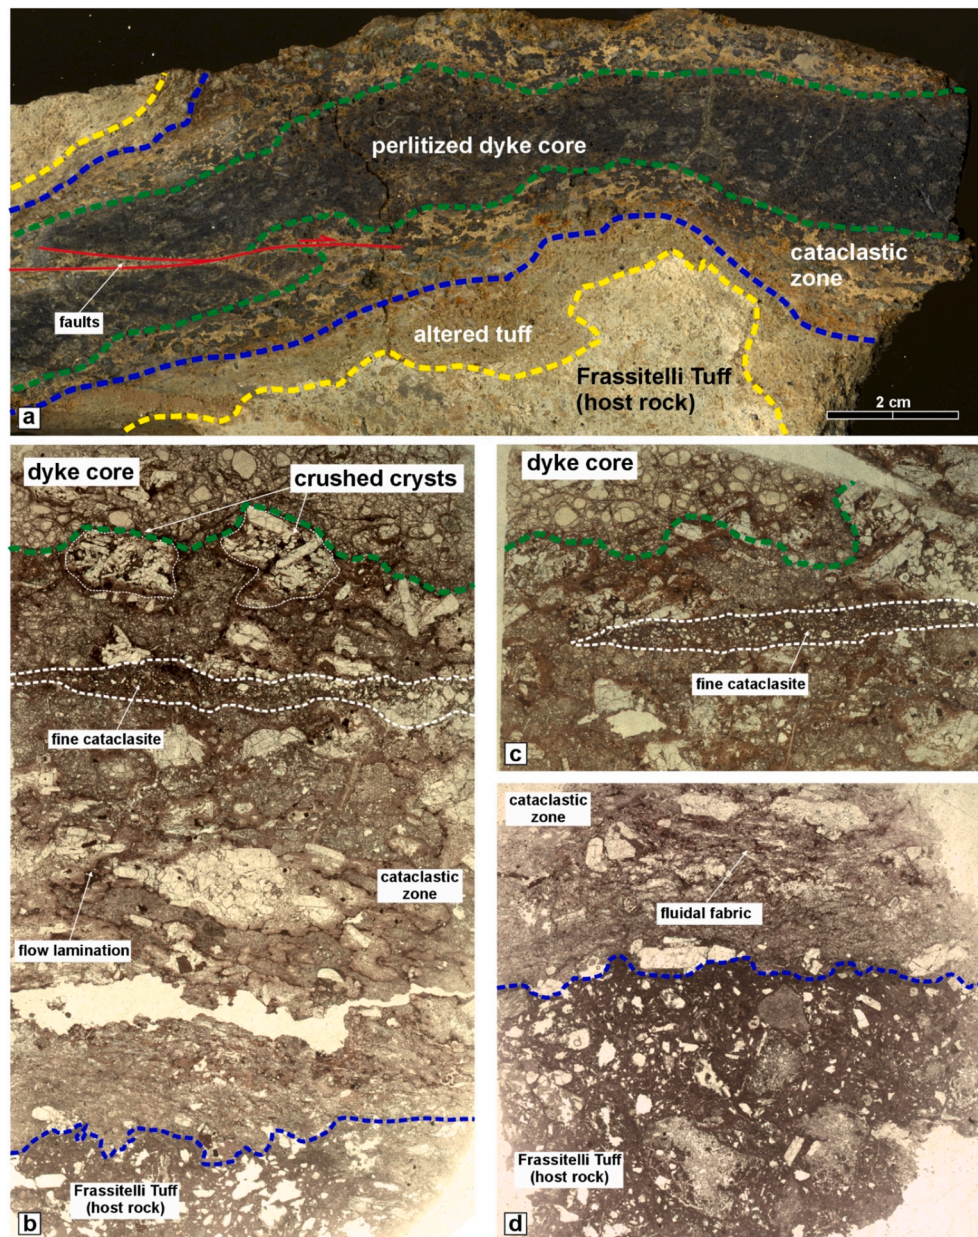 perlitized dyke core
cataclastic
zone
faults
altered tuff
Frassitelli Tuff
(host rock)
2 cm
a
dyke core
crushed crysts
fine cataclasite
cataclastic
zone
flow lamination
Frassitelli Tuff
(host rock)
b
dyke core
fine cataclasite
c
cataclastic
zone
fluidal fabric
Frassitelli Tuff
(host rock)
d